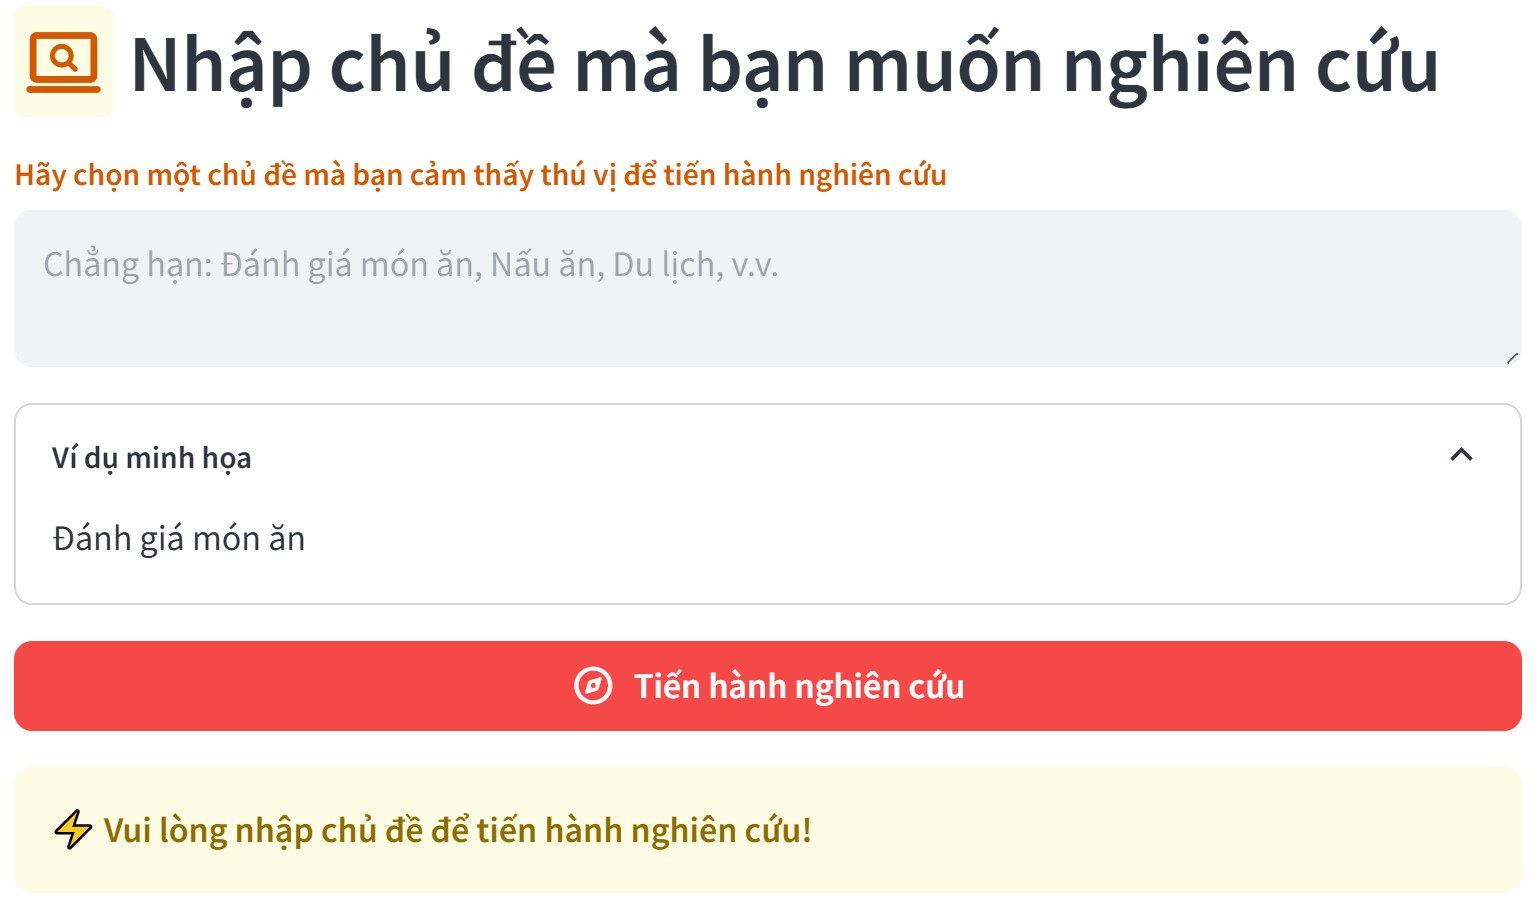 Nhập chủ đề mà bạn muốn nghiên cứu
Hãy chọn một chủ đề mà bạn cảm thấy thú vị để tiến hành nghiên cứu
Chẳng hạn: Đánh giá món ăn, Nấu ăn, Du lịch, v.v.
Ví dụ minh họa
Đánh giá món ăn
Tiến hành nghiên cứu
Vui lòng nhập chủ đề để tiến hành nghiên cứu!